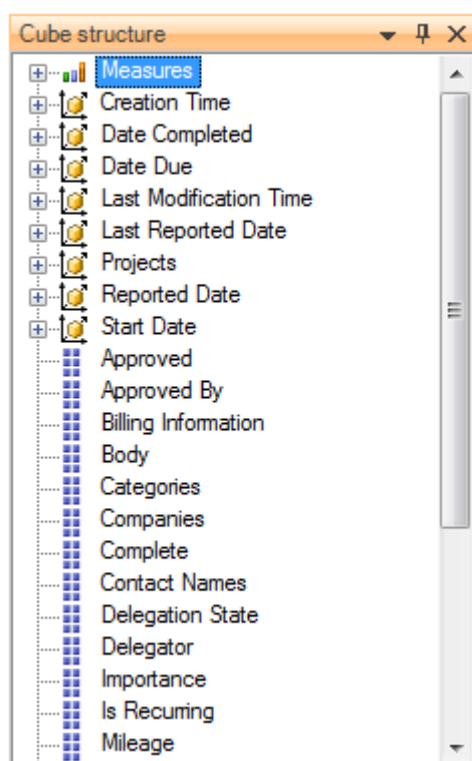 Cube structure
Measures
Creation Time
Date Completed
Date Due
Last Modification Time
Last Reported Date
Projects
Reported Date
Start Date
Approved
Approved By
Billing Information
Body
Categories
Companies
Complete
Contact Names
Delegation State
Delegator
Importance
Is Recurring
Mileage